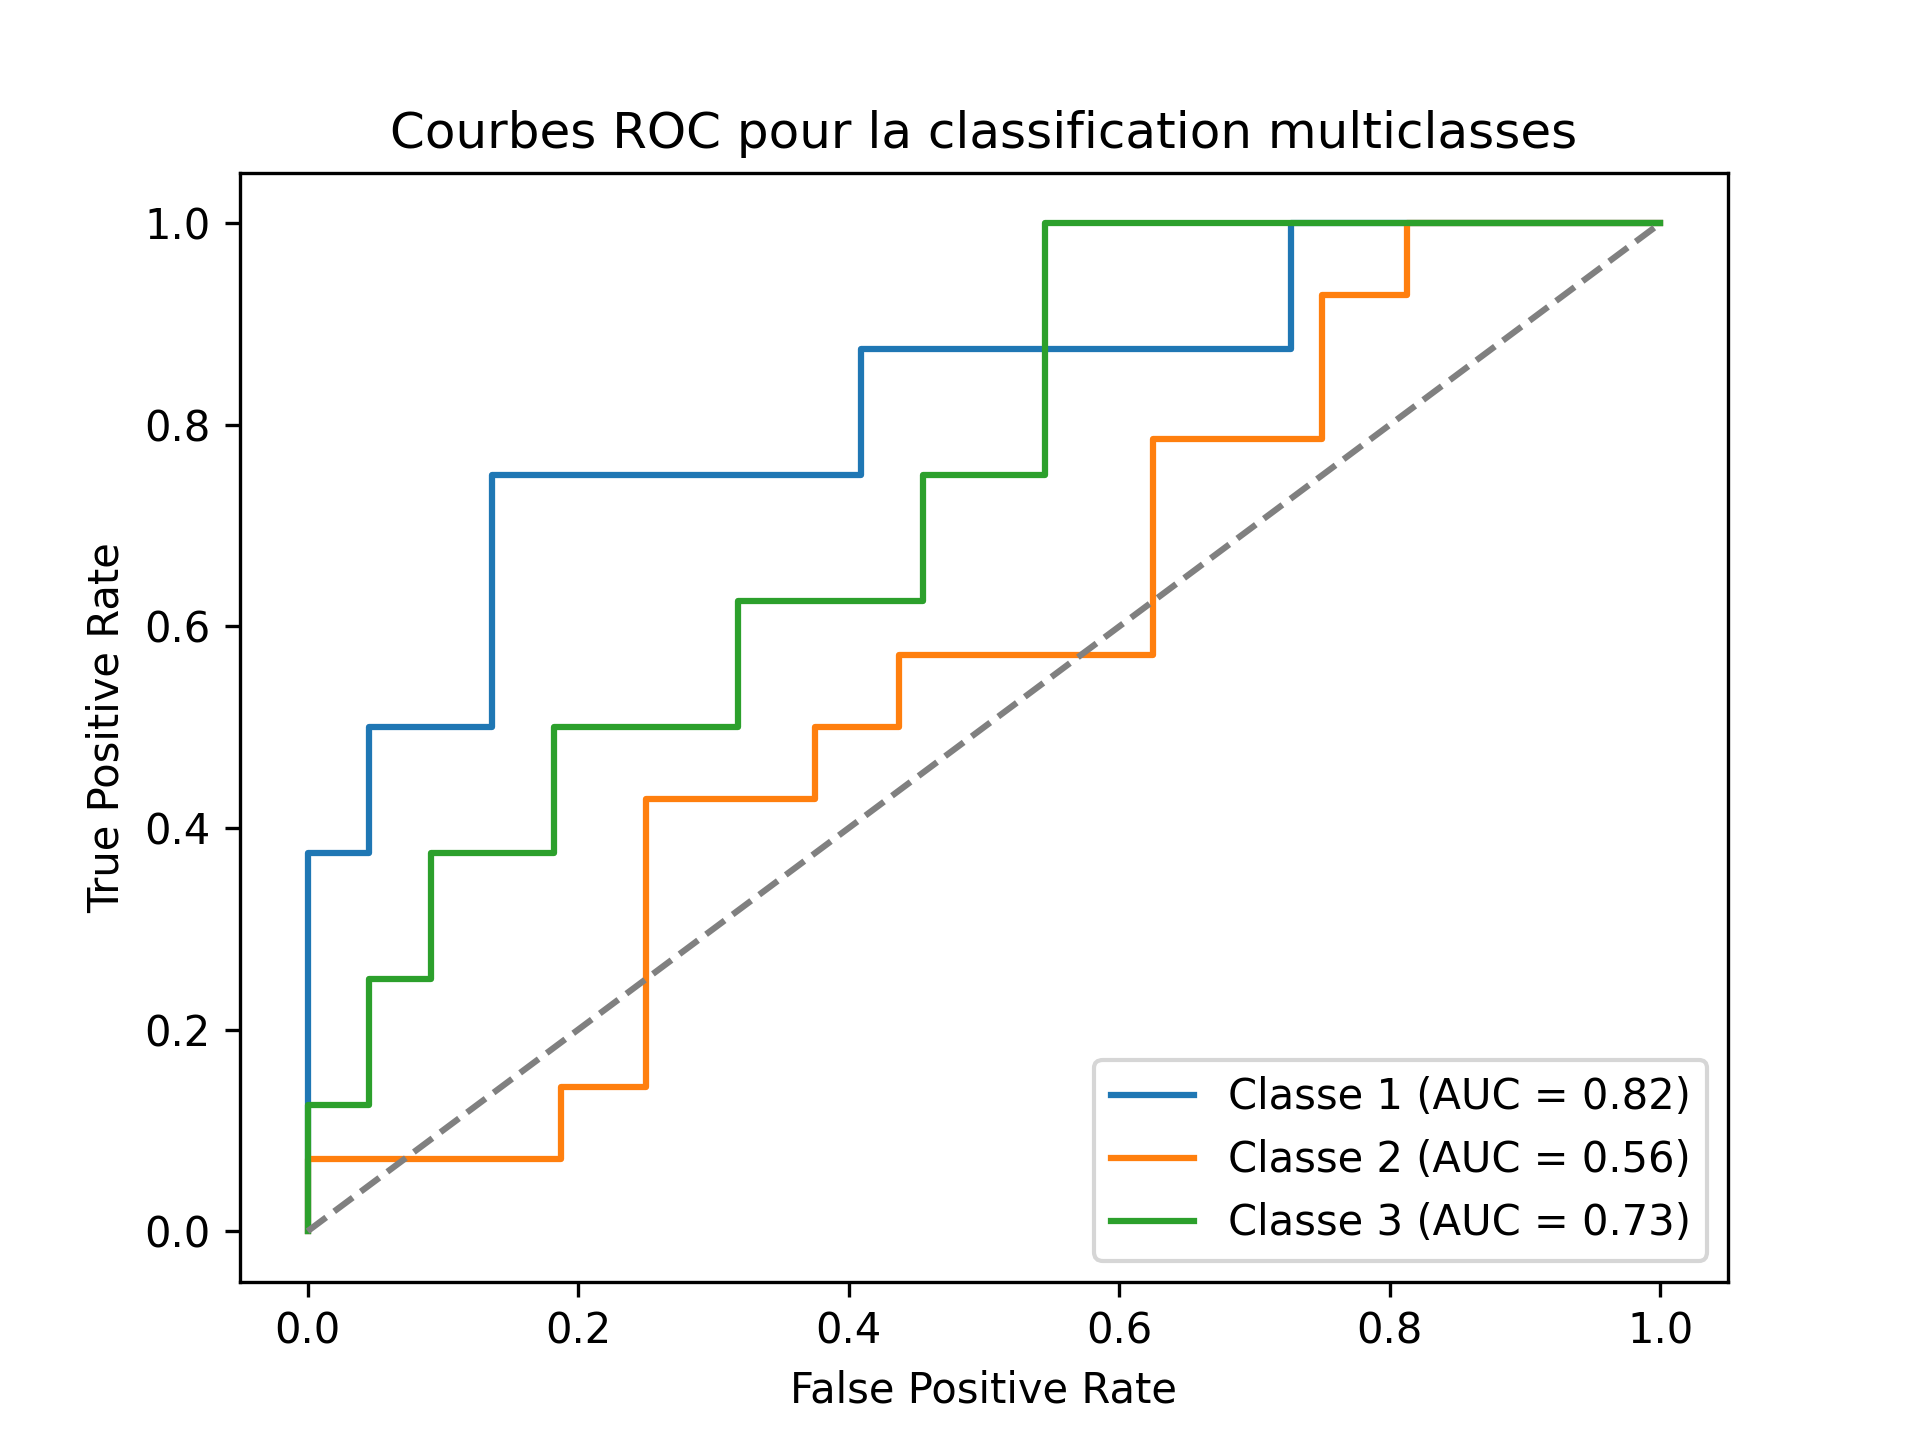 Courbes ROC pour la classification multiclasses
1.0
0.8
0.6
0.4
0.2
0.0
True Positive Rate
0.0 0.2 0.4 0.6 0.8 1.0
False Positive Rate
Classe 1 (AUC = 0.82)
Classe 2 (AUC = 0.56)
Classe 3 (AUC = 0.73)